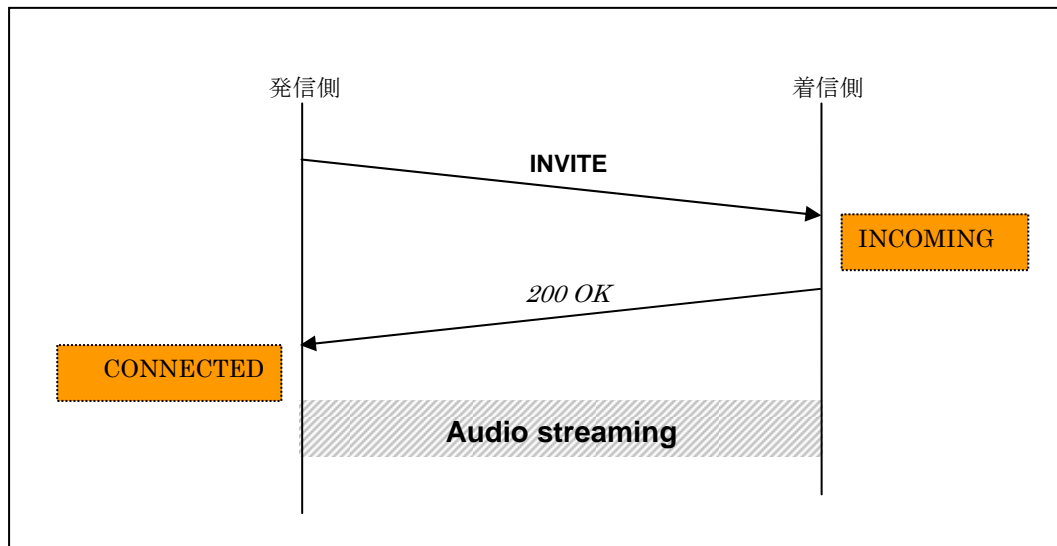 発信側
着信側
INVITE
INCOMING
200 OK
CONNECTED
Audio streaming